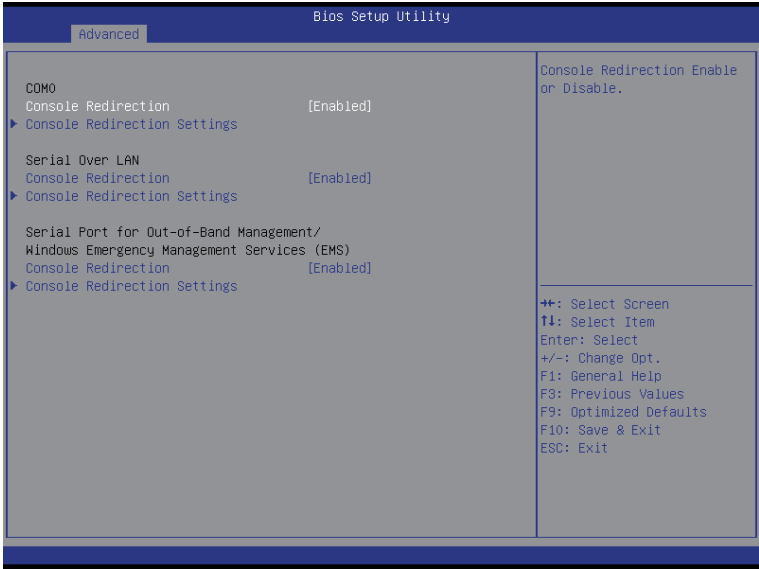 Bios Setup Utility
Advanced
COM0
Console Redirection [Enabled]
Console Redirection Settings
Serial Over LAN
Console Redirection [Enabled]
Console Redirection Settings
Serial Port for Out-of-Band Management/
Windows Emergency Management Services (EMS)
Console Redirection [Enabled]
Console Redirection Settings
Console Redirection Enable
or Disable.
→←: Select Screen
↑↓: Select Item
Enter: Select
+/-: Change Opt.
F1: General Help
F3: Previous Values
F9: Optimized Defaults
F10: Save & Exit
ESC: Exit